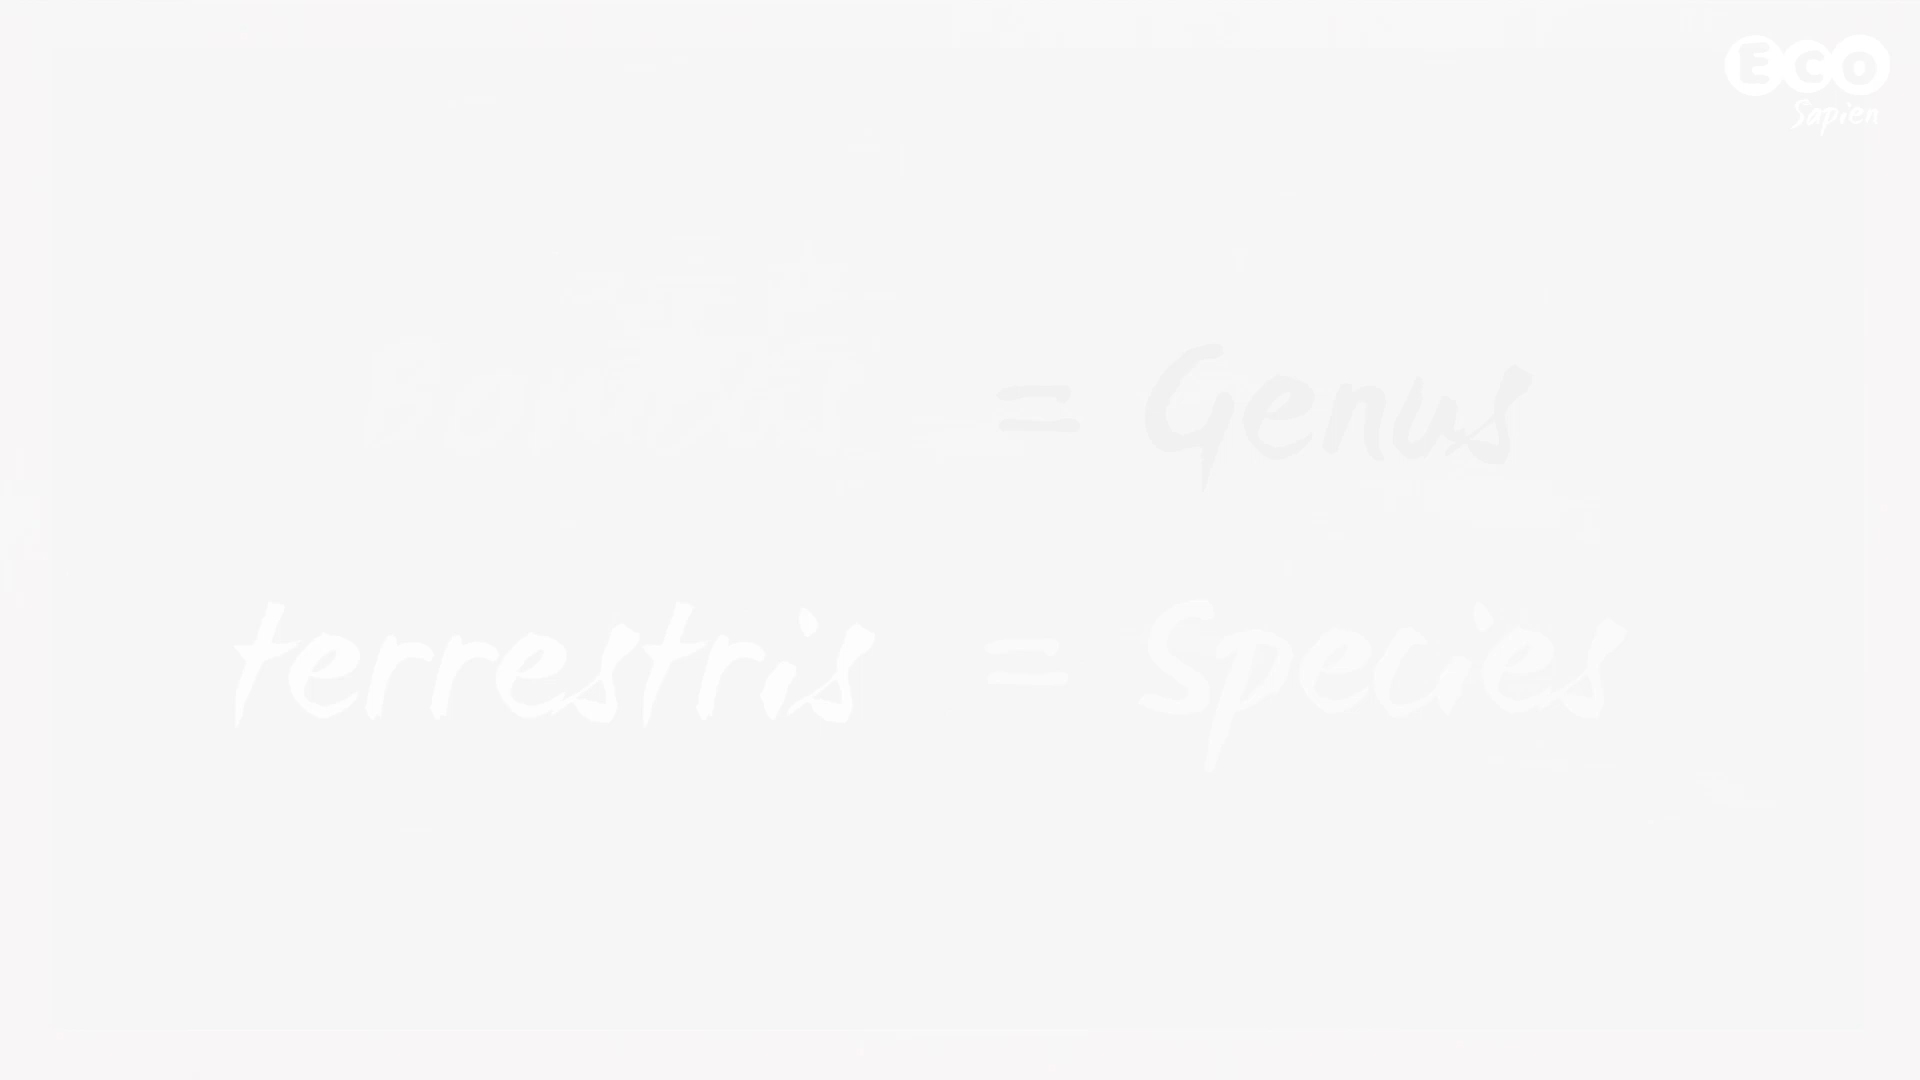 ECO
Sapien
Bombus = Genus
terrestris = Species